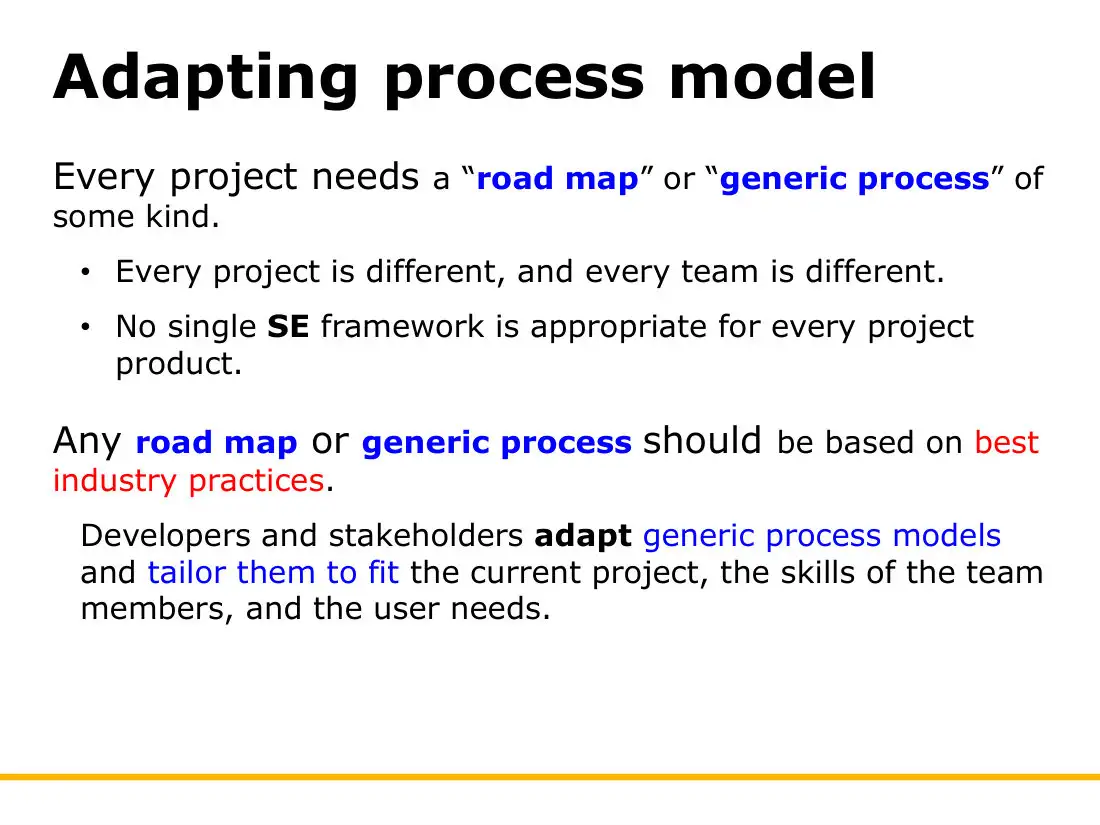 Adapting process model
Every project needs a “road map” or “generic process” of
some kind.
• Every project is different, and every team is different.
• No single SE framework is appropriate for every project
product.
Any road map or generic process should be based on best
industry practices.
Developers and stakeholders adapt generic process models
and tailor them to fit the current project, the skills of the team
members, and the user needs.